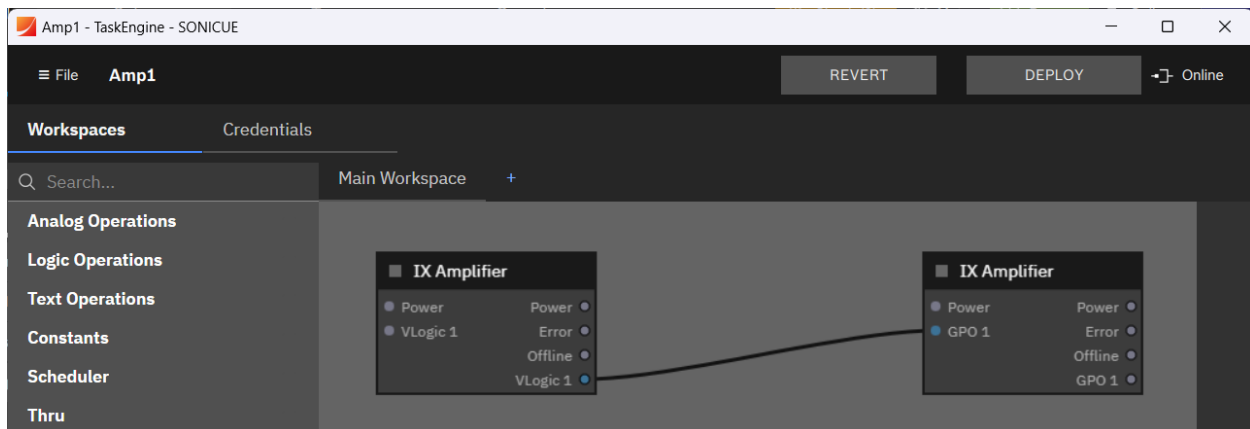 Amp1 - TaskEngine - SONICUE
≡ File Amp1 REVERT DEPLOY Online
Workspaces Credentials
Search... Main Workspace +
Analog Operations
Logic Operations
Text Operations
Constants
Scheduler
Thru
IX Amplifier
Power Power
VLogic 1 Error
Offline
VLogic 1
IX Amplifier
Power Power
GPO 1 Error
Offline
GPO 1